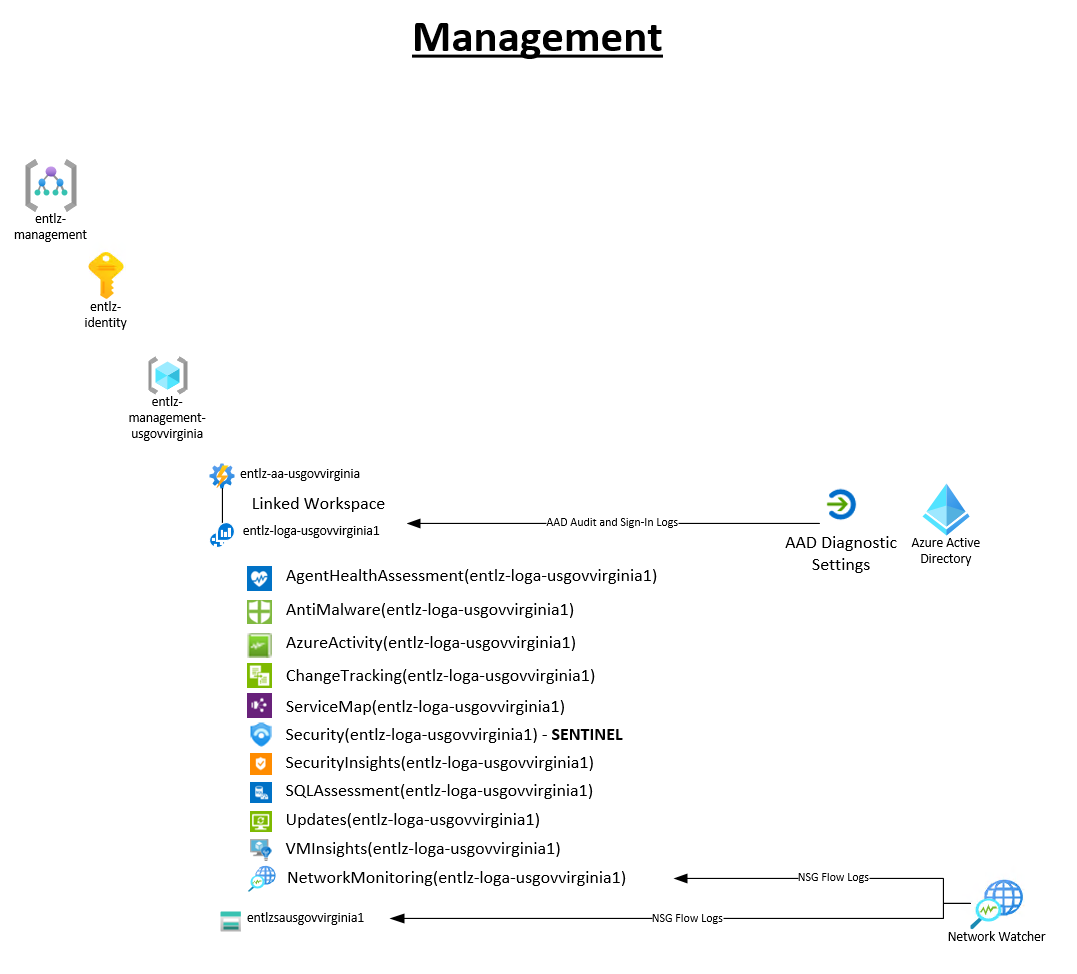 Management
entlz-
management
entlz-
identity
entlz-
management-
usgovvirginia
entlz-aa-usgovvirginia
Linked Workspace
entlz-loga-usgovvirginia1
AAD Audit and Sign-In Logs
AAD Diagnostic
Settings
Azure Active
Directory
AgentHealthAssessment(entlz-loga-usgovvirginia1)
AntiMalware(entlz-loga-usgovvirginia1)
AzureActivity(entlz-loga-usgovvirginia1)
ChangeTracking(entlz-loga-usgovvirginia1)
ServiceMap(entlz-loga-usgovvirginia1)
Security(entlz-loga-usgovvirginia1) - SENTINEL
SecurityInsights(entlz-loga-usgovvirginia1)
SQLAssessment(entlz-loga-usgovvirginia1)
Updates(entlz-loga-usgovvirginia1)
VMInsights(entlz-loga-usgovvirginia1)
NetworkMonitoring(entlz-loga-usgovvirginia1)
NSG Flow Logs
entlzsausgovvirginia1
NSG Flow Logs
Network Watcher